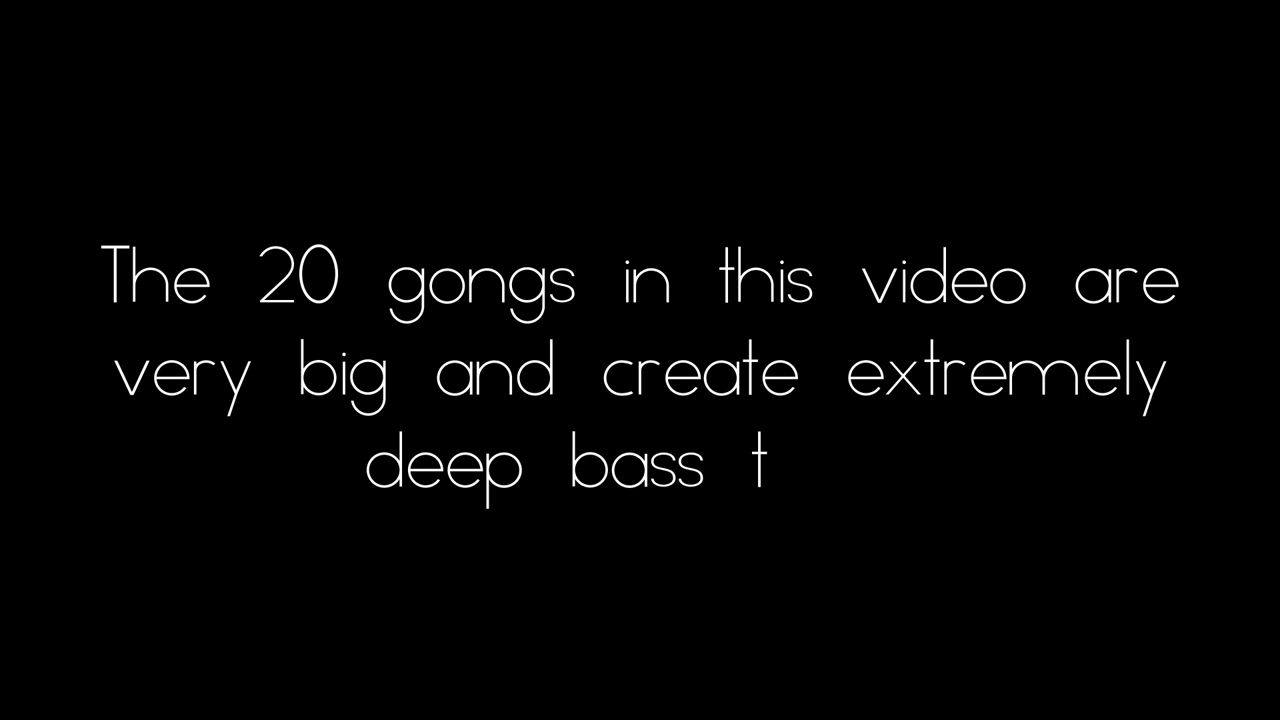 The 20 gongs in this video are
very big and create extremely
deep bass t